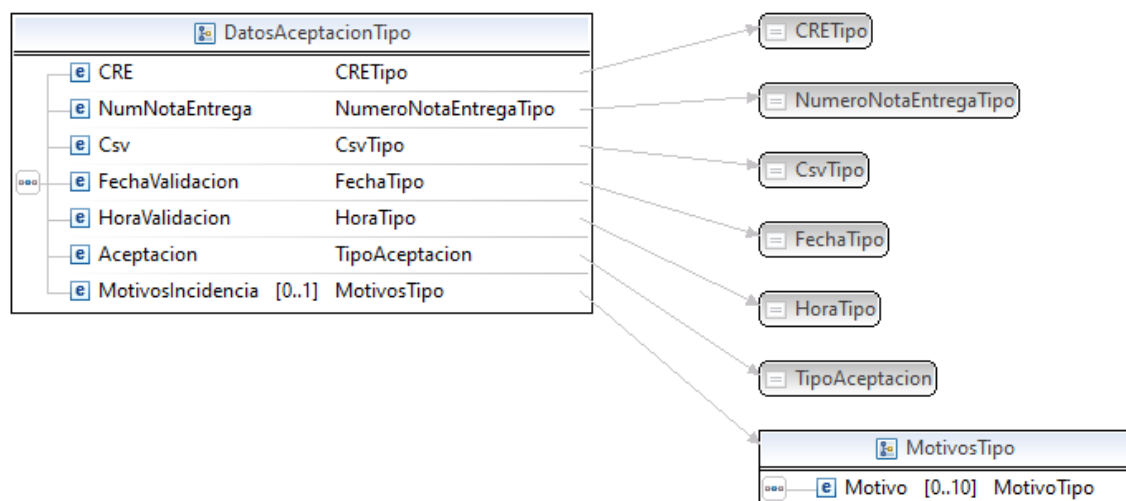 DatosAceptacionTipo
CRE CRETipo
NumNotaEntrega NumeroNotaEntregaTipo
Csv CsvTipo
FechaValidacion FechaTipo
HoraValidacion HoraTipo
Aceptacion TipoAceptacion
MotivosIncidencia [0..1] MotivosTipo
CRETipo
NumeroNotaEntregaTipo
CsvTipo
FechaTipo
HoraTipo
TipoAceptacion
MotivosTipo
Motivo [0..10] MotivoTipo